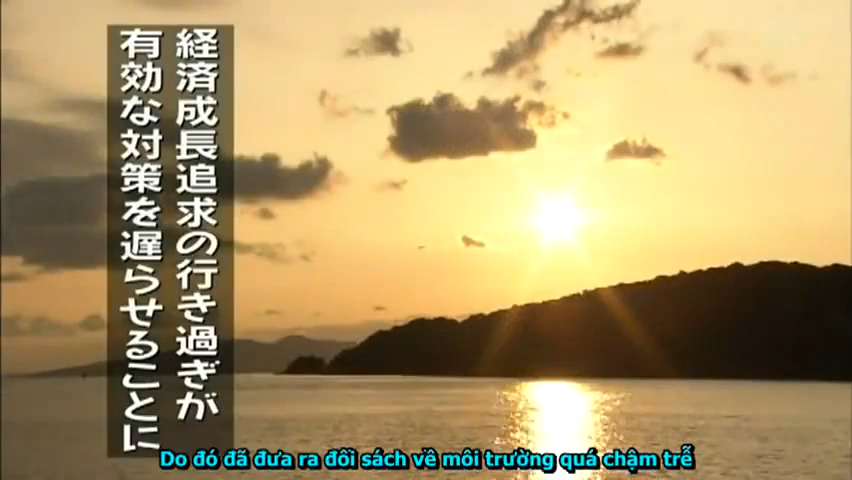 経済成長追求の行き過ぎが
有効な対策を遅らせることに
Do đó đã đưa ra đối sách về môi trường quá chậm trễ